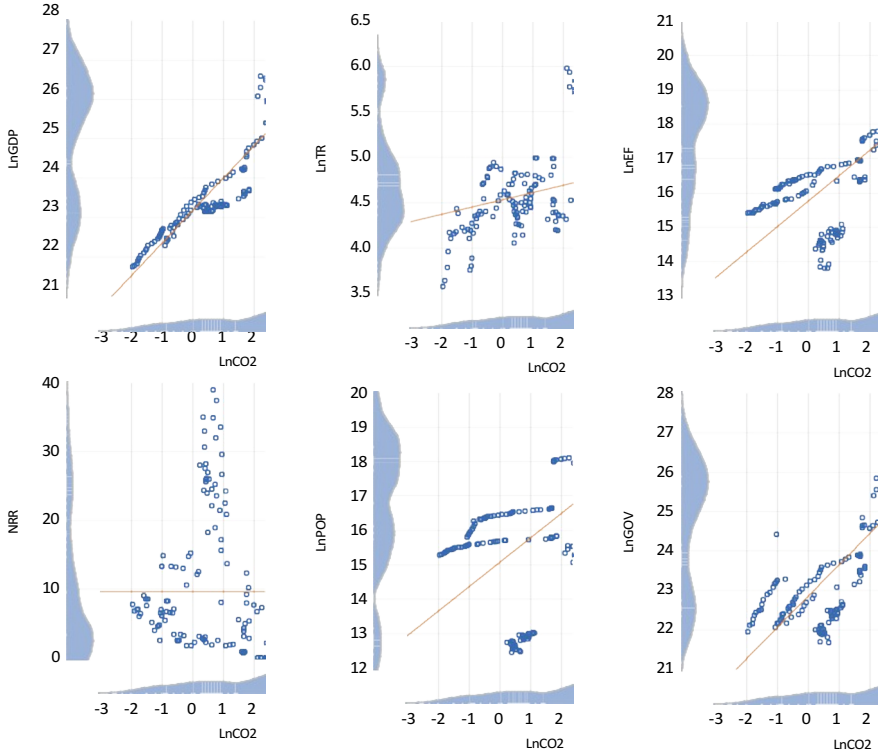 28
27
26
25
24
23
22
21
LnGDP
-3 -2 -1 0 1 2
LnCO2
6.5
6.0
5.5
5.0
4.5
4.0
3.5
LnTR
-3 -2 -1 0 1 2
LnCO2
21
20
19
18
17
16
15
14
13
LnEF
-3 -2 -1 0 1 2
LnCO2
40
30
20
10
0
NRR
-3 -2 -1 0 1 2
LnCO2
20
19
18
17
16
15
14
13
12
LnPOP
-3 -2 -1 0 1 2
LnCO2
28
27
26
25
24
23
22
21
LnGOV
-3 -2 -1 0 1 2
LnCO2